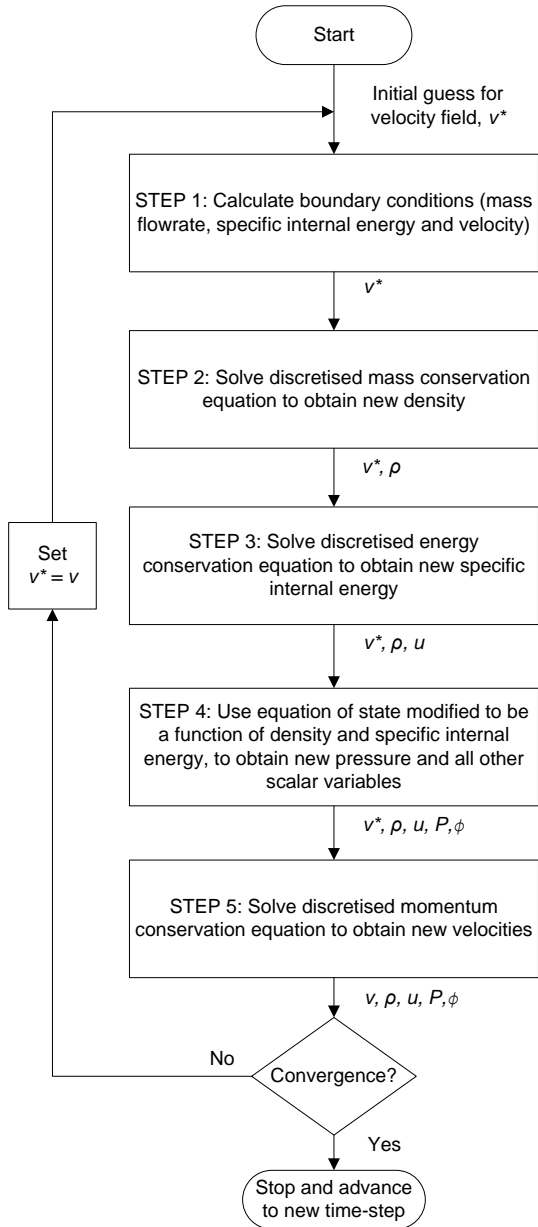 Start
Initial guess for
velocity field, v*
STEP 1: Calculate boundary conditions (mass
flowrate, specific internal energy and velocity)
v*
STEP 2: Solve discretised mass conservation
equation to obtain new density
v*, ρ
STEP 3: Solve discretised energy
conservation equation to obtain new specific
internal energy
Set
v* = v
v*, ρ, u
STEP 4: Use equation of state modified to be
a function of density and specific internal
energy, to obtain new pressure and all other
scalar variables
v*, ρ, u, P,ϕ
STEP 5: Solve discretised momentum
conservation equation to obtain new velocities
v, ρ, u, P,ϕ
No
Convergence?
Yes
Stop and advance
to new time-step